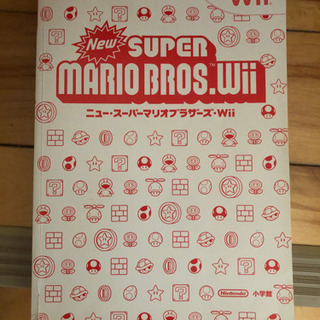 Wii
New SUPER
MARIO BROS.Wii
TM
ニュー・スーパーマリオブラザーズ・Wii
Nintendo 小学館